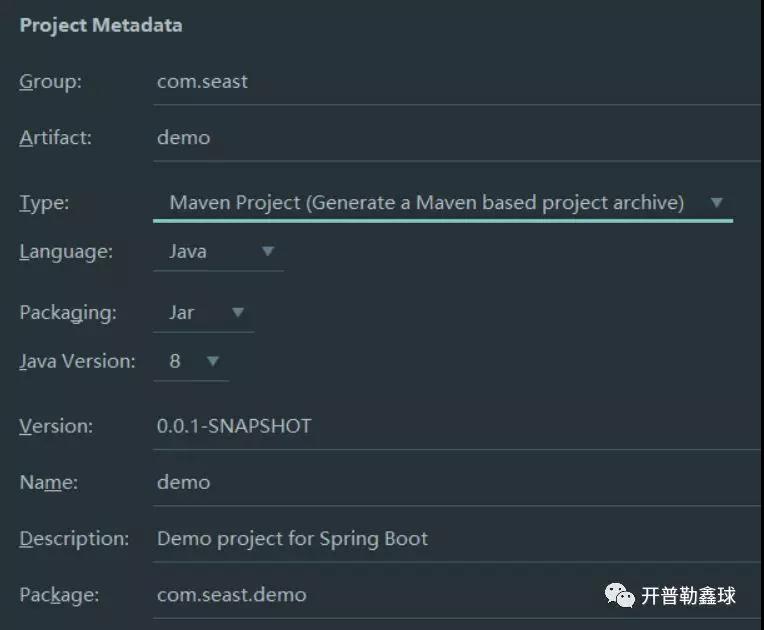 Project Metadata
Group: com.seast
Artifact: demo
Type: Maven Project (Generate a Maven based project archive)
Language: Java
Packaging: Jar
Java Version: 8
Version: 0.0.1-SNAPSHOT
Name: demo
Description: Demo project for Spring Boot
Package: com.seast.demo
开普勒鑫球